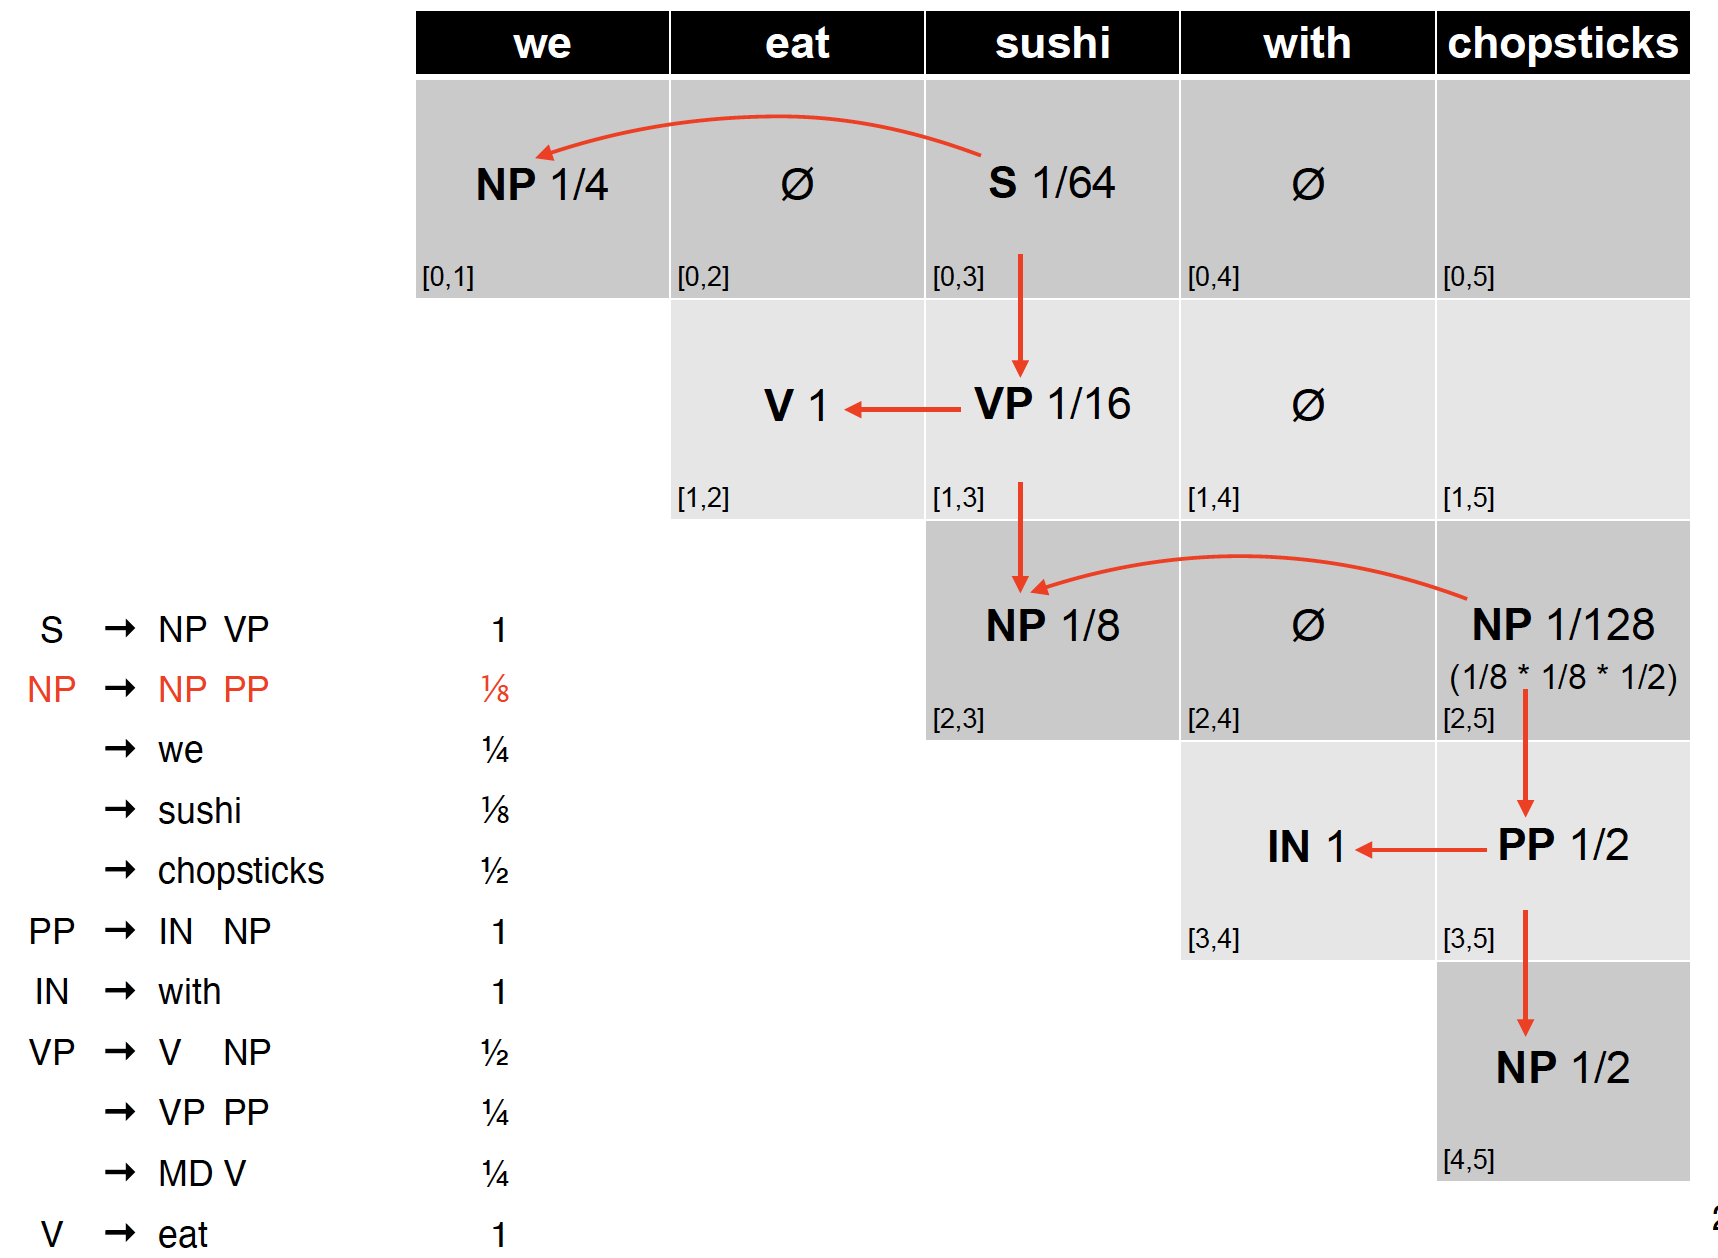 we eat sushi with chopsticks
NP 1/4 Ø S 1/64 Ø
[0,1] [0,2] [0,3] [0,4] [0,5]
V 1 VP 1/16 Ø
[1,2] [1,3] [1,4] [1,5]
NP 1/8 Ø NP 1/128
(1/8 * 1/8 * 1/2)
[2,3] [2,4] [2,5]
IN 1 PP 1/2
[3,4] [3,5]
NP 1/2
[4,5]
S → NP VP 1
NP → NP PP ⅛
→ we ¼
→ sushi ⅛
→ chopsticks ½
PP → IN NP 1
IN → with 1
VP → V NP ½
→ VP PP ¼
→ MD V ¼
V → eat 1